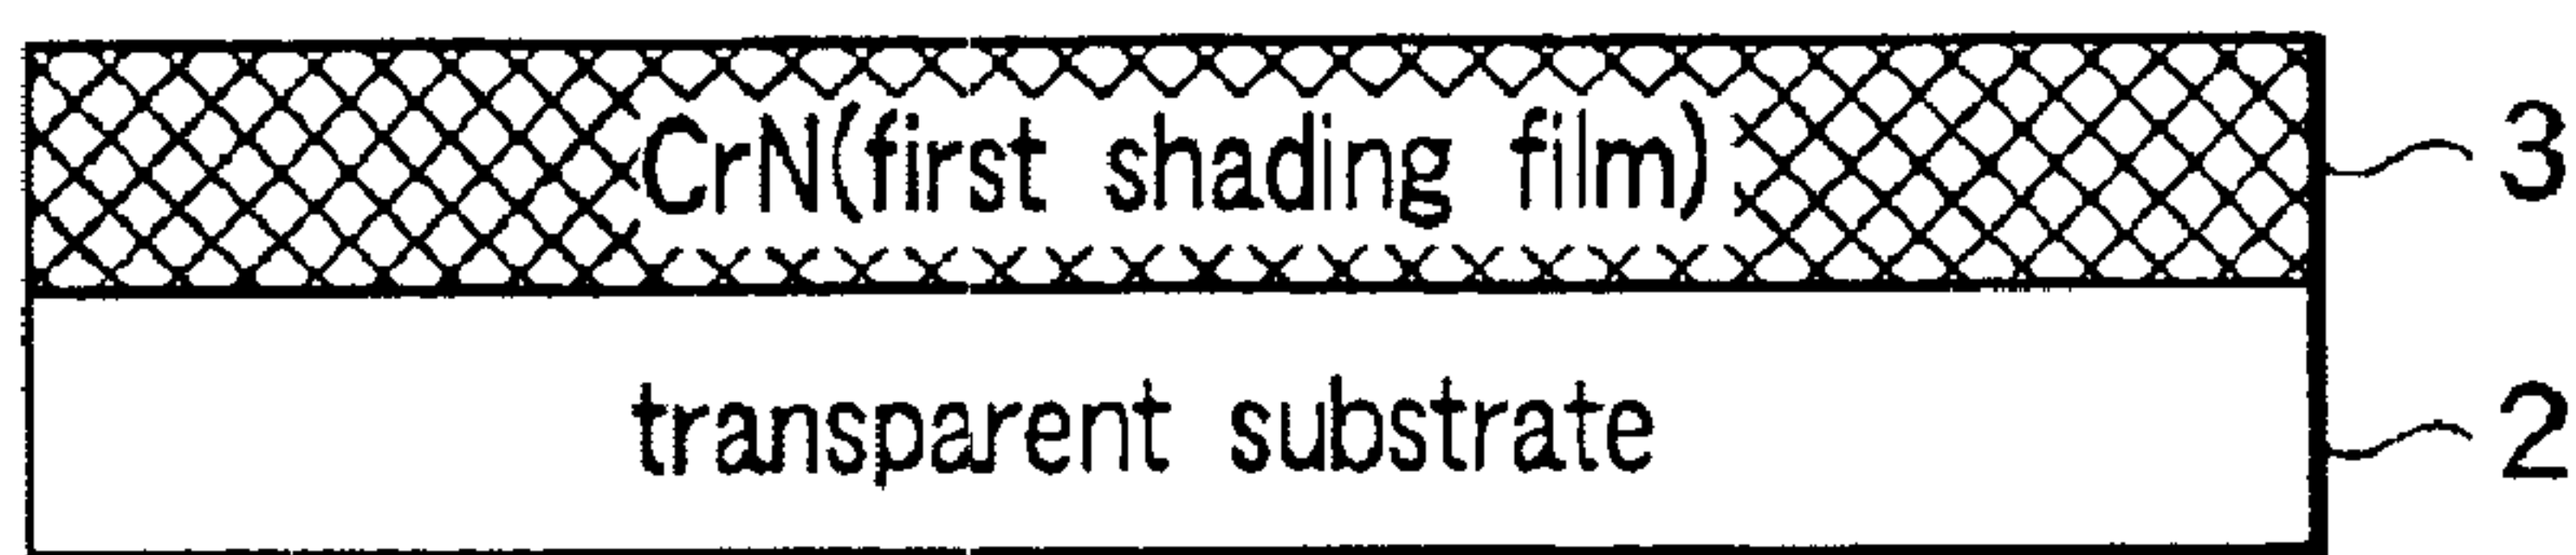 CrN(first shading film) 3
transparent substrate 2